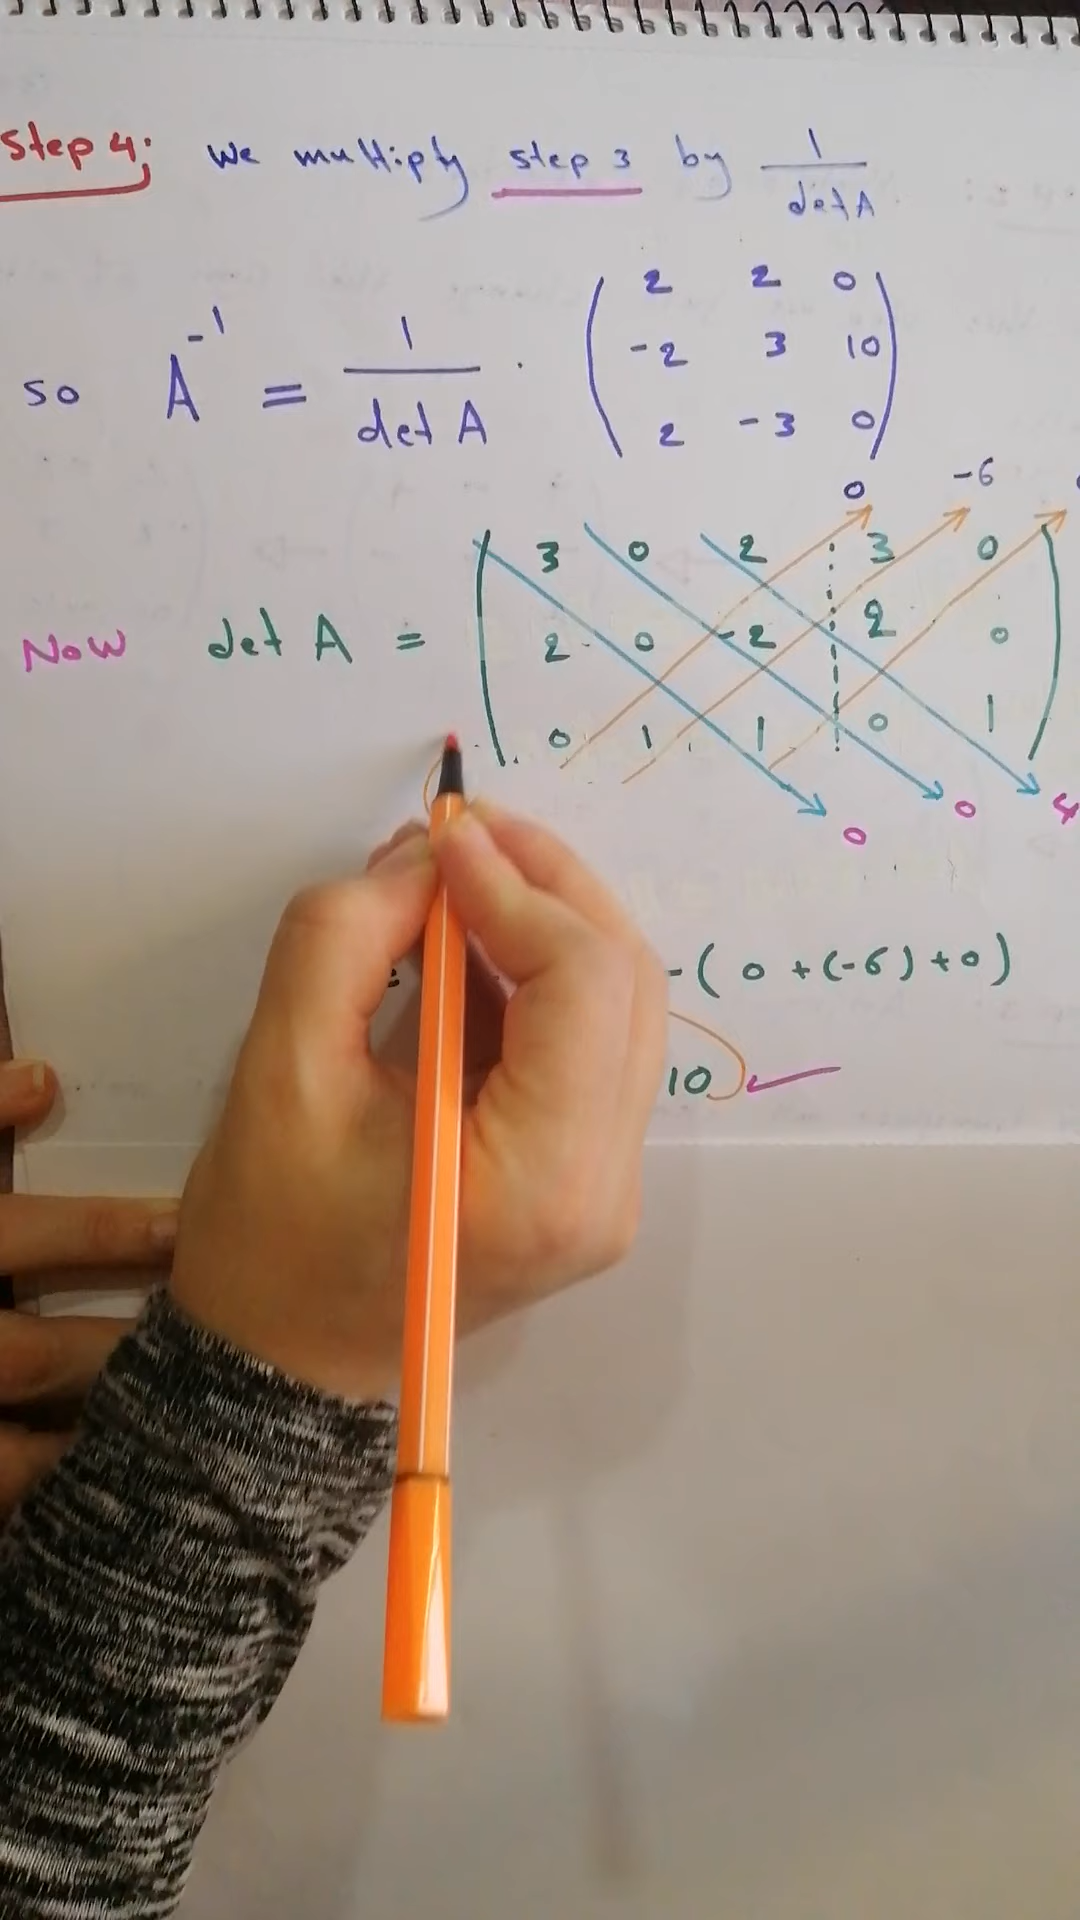 Step 4: We multiply step 3 by 1/detA
2 2 0
so A⁻¹ = 1/det A · -2 3 10
2 -3 0
0 -6
3 0 2 3 0
Now det A = 2 0 -2 2 0
0 1 1 0 1
0 0 4
= -(0 +(-6)+0)
10